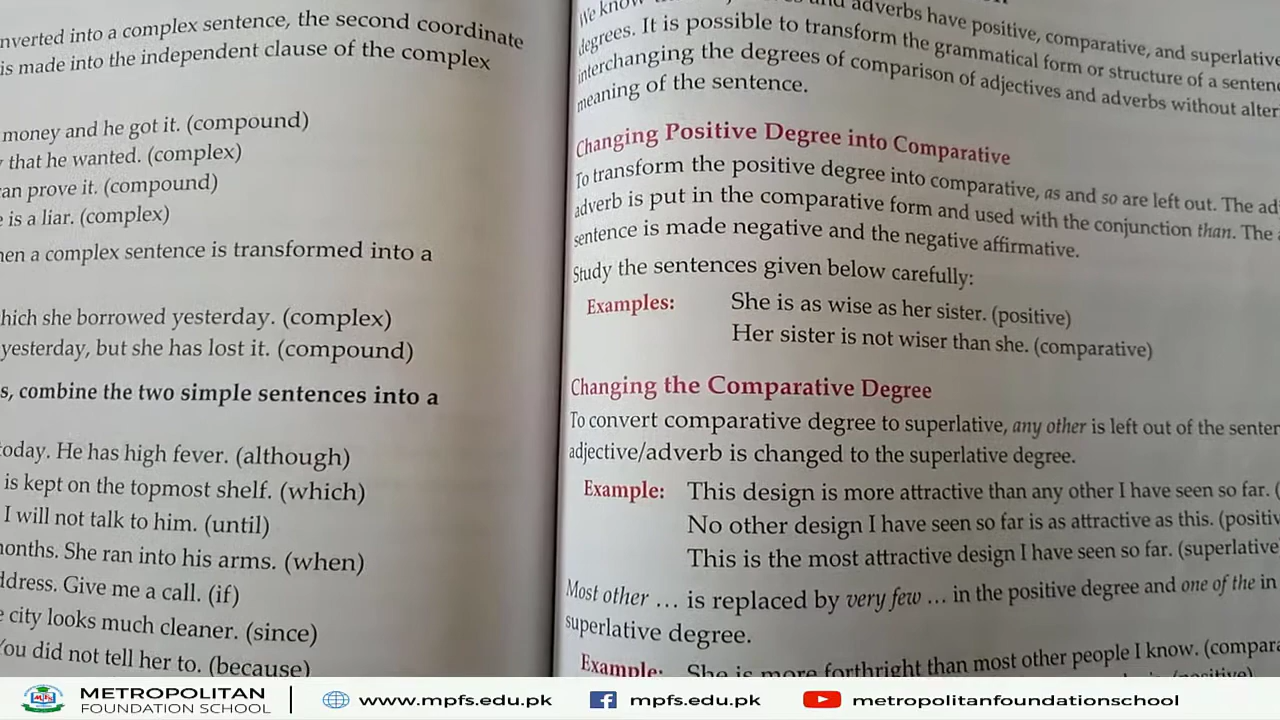 nverted into a complex sentence, the second coordinate
is made into the independent clause of the complex
money and he got it. (compound)
that he wanted. (complex)
an prove it. (compound)
e is a liar. (complex)
en a complex sentence is transformed into a
hich she borrowed yesterday. (complex)
yesterday, but she has lost it. (compound)
s, combine the two simple sentences into a
today. He has high fever. (although)
is kept on the topmost shelf. (which)
I will not talk to him. (until)
months. She ran into his arms. (when)
ddress. Give me a call. (if)
e city looks much cleaner. (since)
You did not tell her to. (because)
We know and adverbs have positive, comparative, and superlative
degrees. It is possible to transform the grammatical form or structure of a senten
interchanging the degrees of comparison of adjectives and adverbs without alter
meaning of the sentence.
Changing Positive Degree into Comparative
To transform the positive degree into comparative, as and so are left out. The ad
adverb is put in the comparative form and used with the conjunction than. The
sentence is made negative and the negative affirmative.
Study the sentences given below carefully:
Examples: She is as wise as her sister. (positive)
Her sister is not wiser than she. (comparative)
Changing the Comparative Degree
To convert comparative degree to superlative, any other is left out of the senten
adjective/adverb is changed to the superlative degree.
Example: This design is more attractive than any other I have seen so far. (
No other design I have seen so far is as attractive as this. (positiv
This is the most attractive design I have seen so far. (superlative
Most other ... is replaced by very few ... in the positive degree and one of the in
superlative degree.
Example: She is more forthright than most other people I know. (compara
(positive)
METROPOLITAN
FOUNDATION SCHOOL
www.mpfs.edu.pk
mpfs.edu.pk
metropolitanfoundationschool